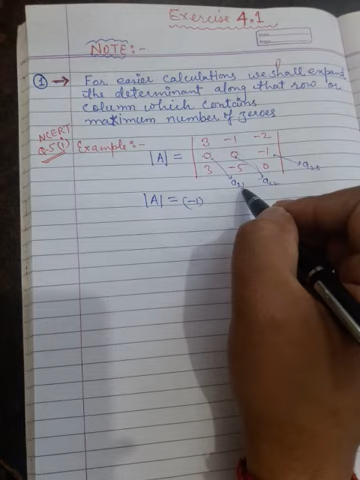 Exercise 4.1
NOTE:-
① → For easier calculations we shall expand
the determinant along that row or
column which contains
maximum number of zeroes
NCERT
Q.5(i) Example:-
|A| = | 3 -1 -2 |
| 0 0 -1 |
| 3 -5 0 |
a₂₁ a₂₂ a₂₃
|A| = (-1)